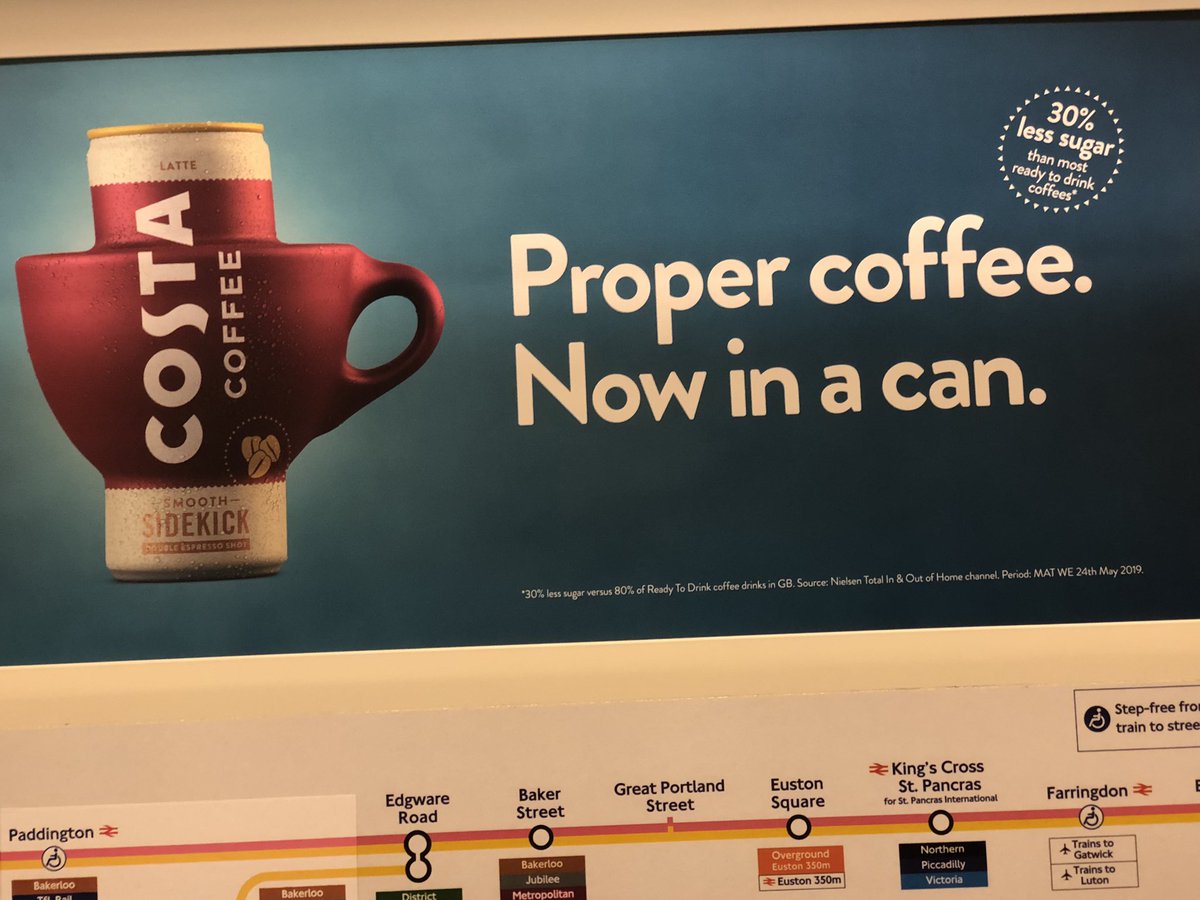 LATTE
COSTA
COFFEE
SMOOTH
SIDEKICK
DOUBLE ESPRESSO SHOT
30%
less sugar
than most
ready to drink
coffees*
Proper coffee.
Now in a can.
*30% less sugar versus 80% of Ready To Drink coffee drinks in GB. Source: Nielsen Total In & Out of Home channel. Period: MAT WE 24th May 2019.
Step-free fro
train to stree
Paddington
Bakerloo
TfL Rail
Bakerloo
Edgware
Road
District
Baker
Street
Bakerloo
Jubilee
Metropolitan
Great Portland
Street
Euston
Square
Overground
Euston 350m
Euston 350m
King's Cross
St. Pancras
for St. Pancras International
Northern
Piccadilly
Victoria
Farringdon
Trains to
Gatwick
Trains to
Luton